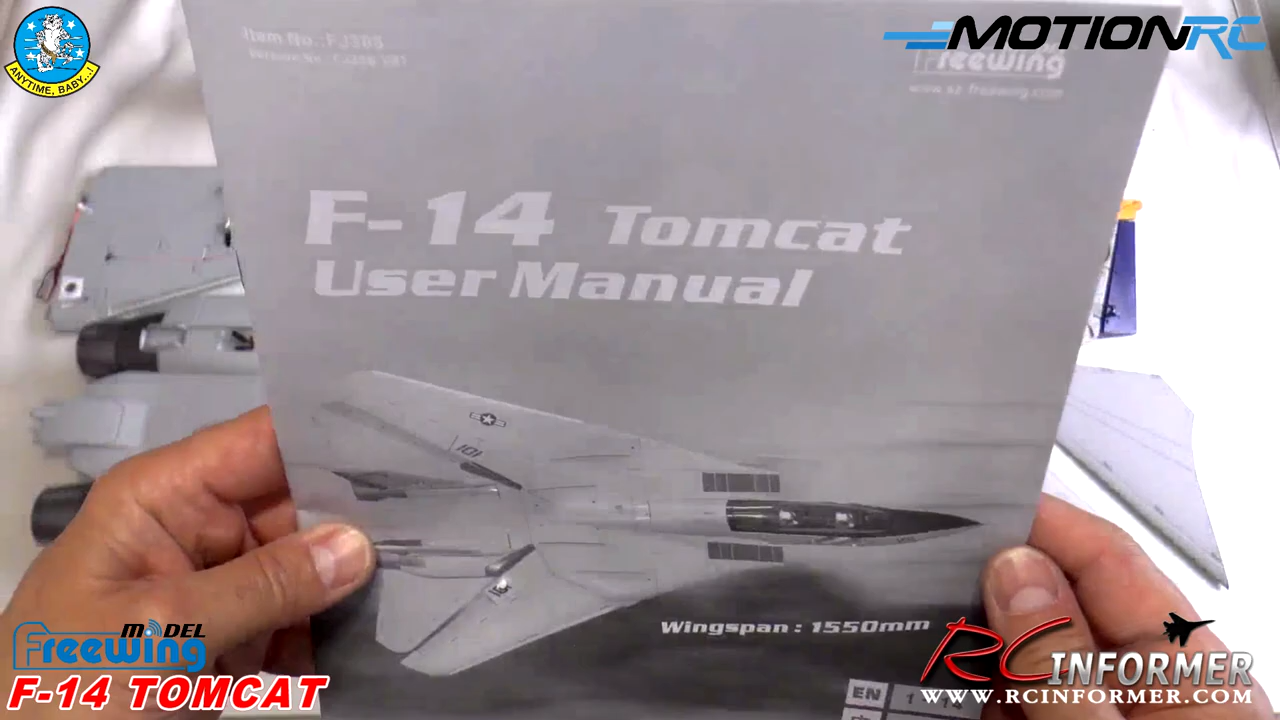 ANYTIME, BABY...!
MOTIONRC
Item No.:FJ308
Freewing
www.sz-freewing.com
F-14 Tomcat
User Manual
101
Wingspan : 1550mm
EN
MODEL
Freewing
F-14 TOMCAT
RC INFORMER
WWW.RCINFORMER.COM